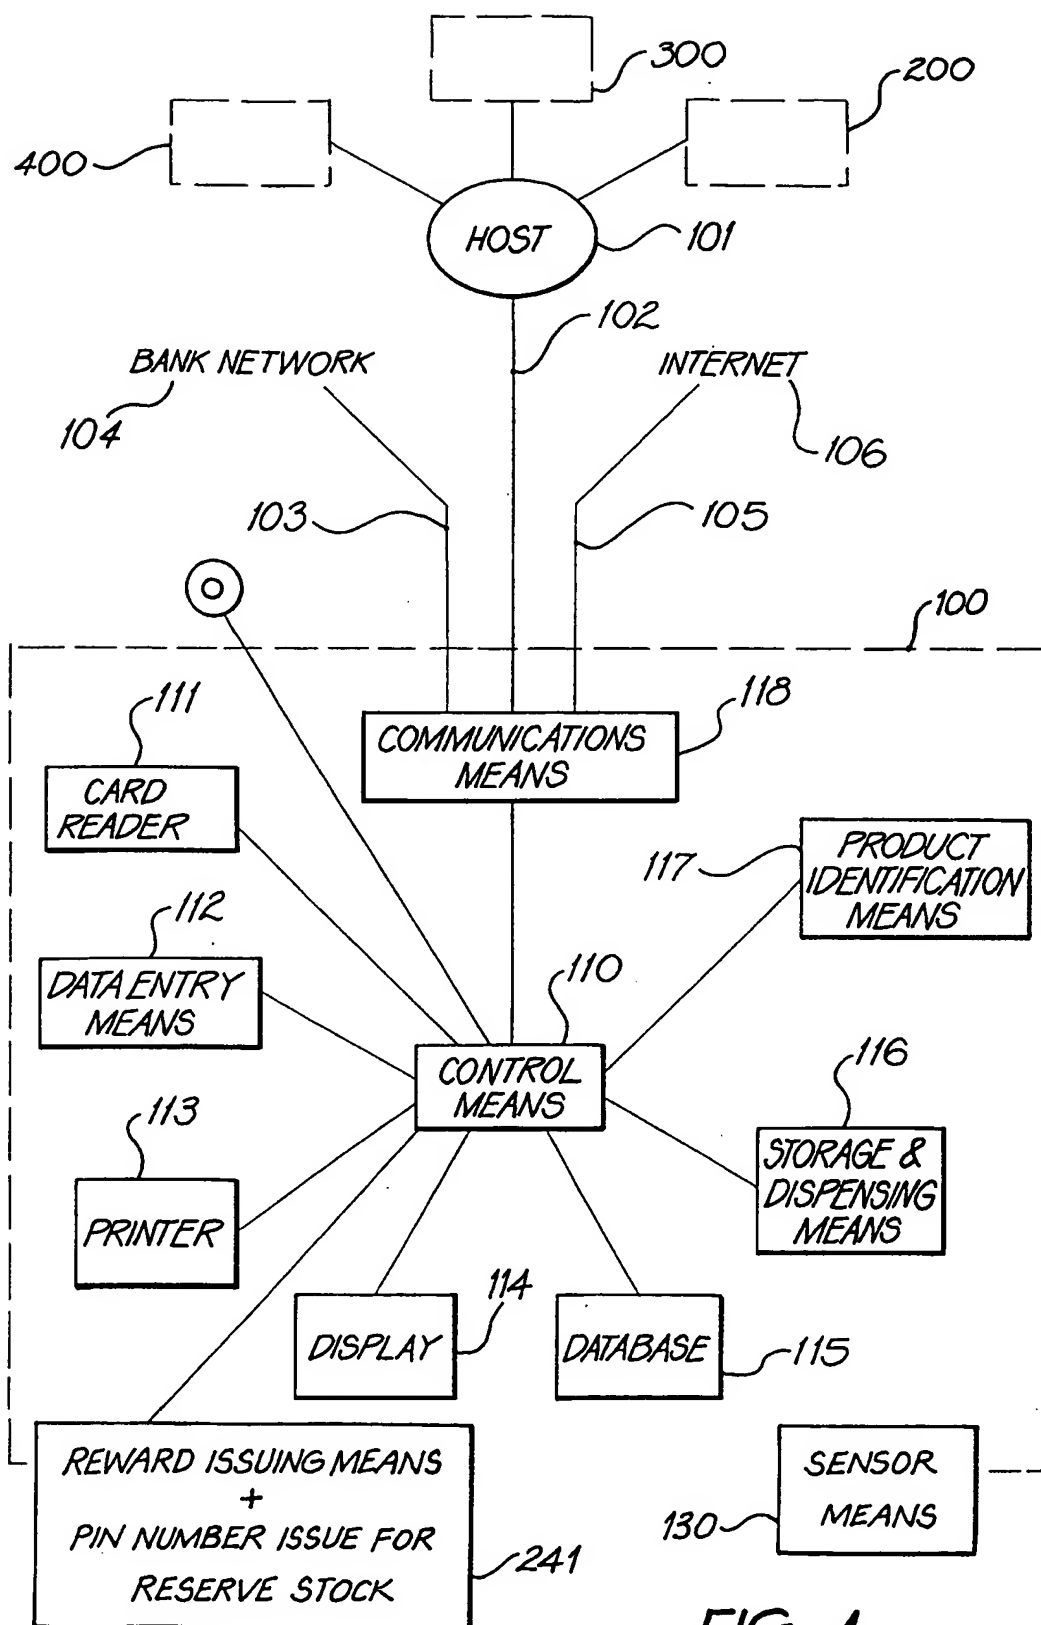 300
200
400
HOST
101
102
BANK NETWORK
INTERNET
104
106
103
105
100
111
118
COMMUNICATIONS
MEANS
CARD
READER
117
PRODUCT
IDENTIFICATION
MEANS
112
DATA ENTRY
MEANS
110
CONTROL
MEANS
116
113
STORAGE &
DISPENSING
MEANS
PRINTER
114
DISPLAY
DATABASE
115
REWARD ISSUING MEANS
+
PIN NUMBER ISSUE FOR
RESERVE STOCK
241
SENSOR
MEANS
130